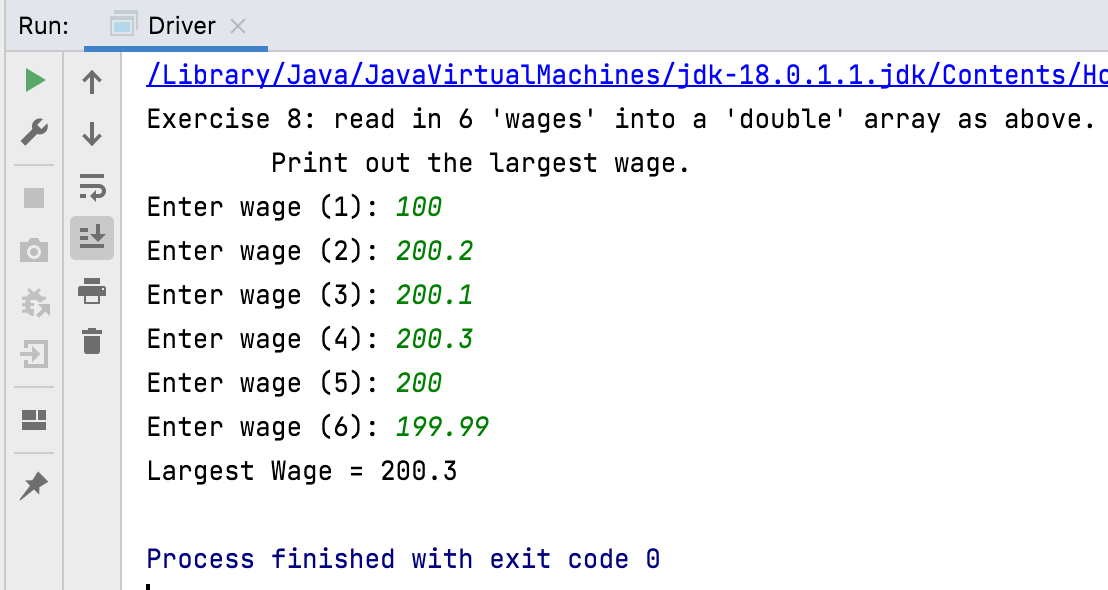 Run: Driver
/Library/Java/JavaVirtualMachines/jdk-18.0.1.1.jdk/Contents/Ho
Exercise 8: read in 6 'wages' into a 'double' array as above.
Print out the largest wage.
Enter wage (1): 100
Enter wage (2): 200.2
Enter wage (3): 200.1
Enter wage (4): 200.3
Enter wage (5): 200
Enter wage (6): 199.99
Largest Wage = 200.3
Process finished with exit code 0